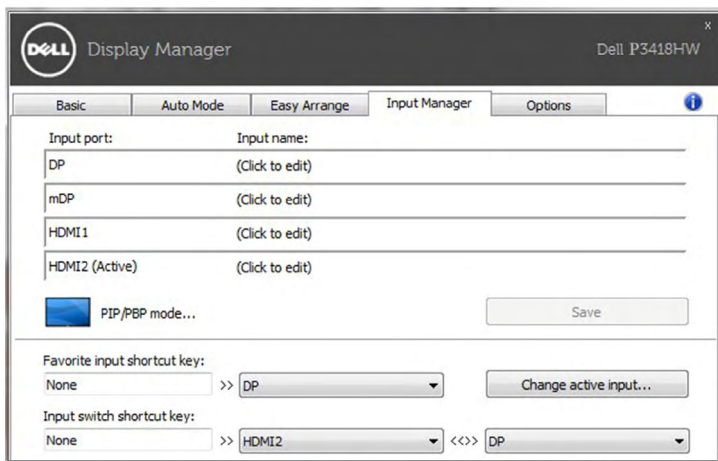 DELL Display Manager Dell P3418HW x
Basic Auto Mode Easy Arrange Input Manager Options i
Input port: Input name:
DP (Click to edit)
mDP (Click to edit)
HDMI1 (Click to edit)
HDMI2 (Active) (Click to edit)
PIP/PBP mode... Save
Favorite input shortcut key:
None >> DP Change active input...
Input switch shortcut key:
None >> HDMI2 <<>> DP